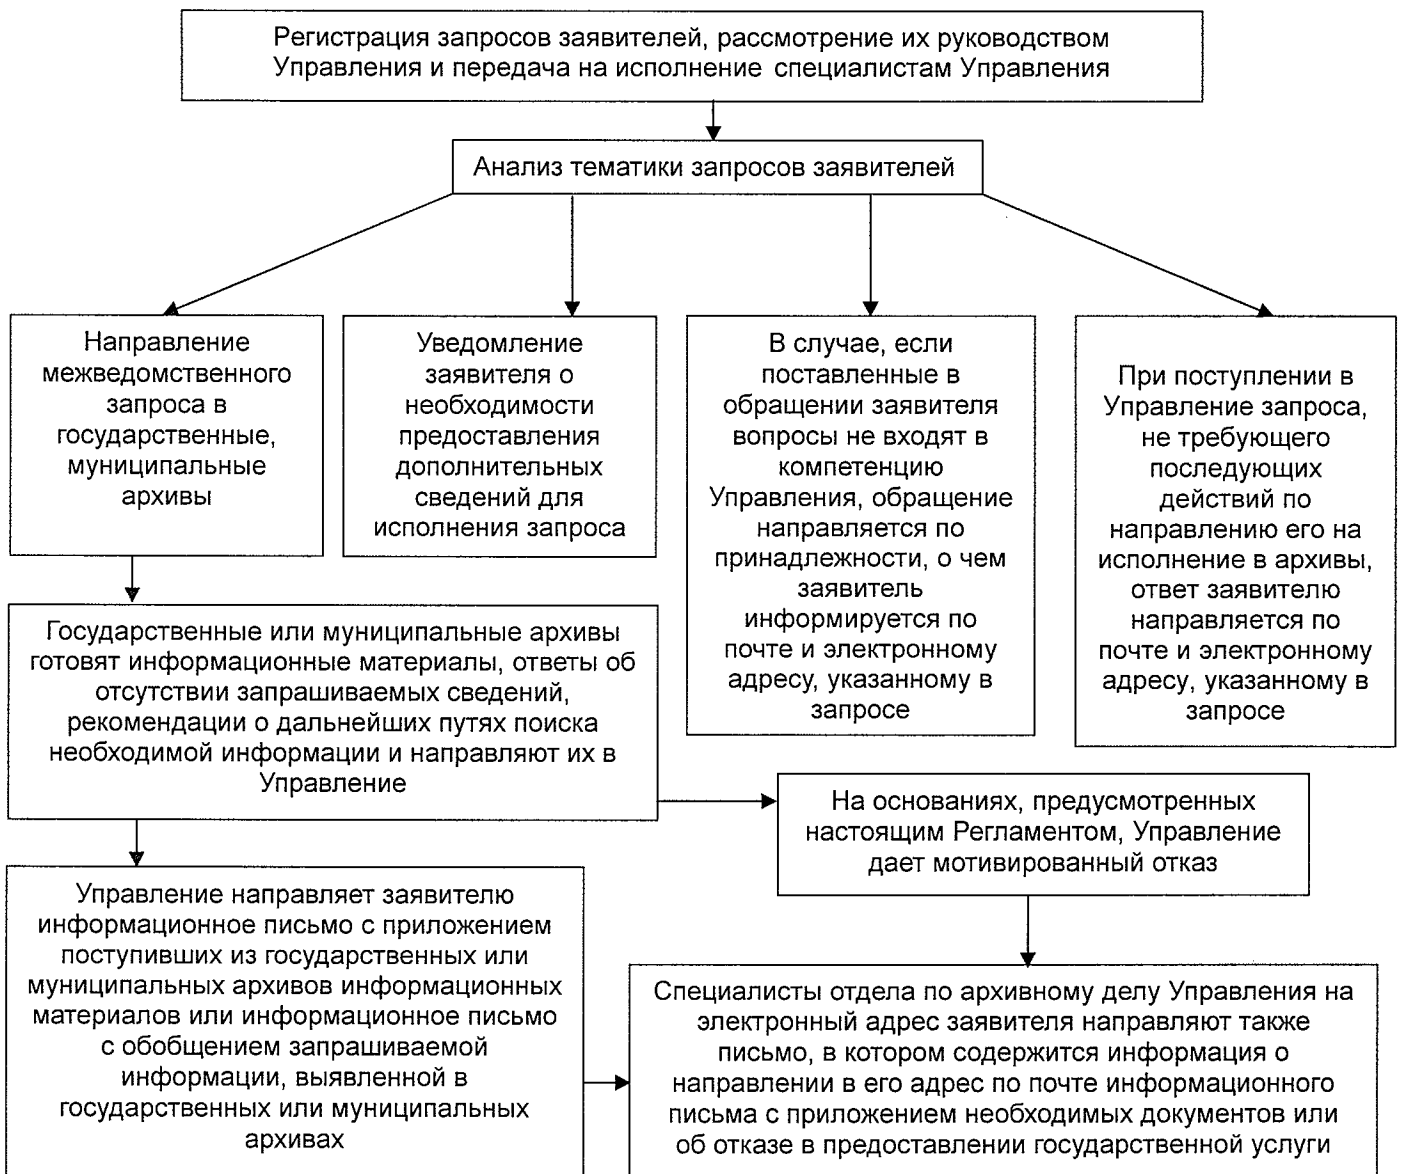 Регистрация запросов заявителей, рассмотрение их руководством
Управления и передача на исполнение специалистам Управления
Анализ тематики запросов заявителей
Направление
межведомственного
запроса в
государственные,
муниципальные
архивы
Уведомление
заявителя о
необходимости
предоставления
дополнительных
сведений для
исполнения запроса
В случае, если
поставленные в
обращении заявителя
вопросы не входят в
компетенцию
Управления, обращение
направляется по
принадлежности, о чем
заявитель
информируется по
почте и электронному
адресу, указанному в
запросе
При поступлении в
Управление запроса,
не требующего
последующих
действий по
направлению его на
исполнение в архивы,
ответ заявителю
направляется по
почте и электронному
адресу, указанному в
запросе
Государственные или муниципальные архивы
готовят информационные материалы, ответы об
отсутствии запрашиваемых сведений,
рекомендации о дальнейших путях поиска
необходимой информации и направляют их в
Управление
На основаниях, предусмотренных
настоящим Регламентом, Управление
дает мотивированный отказ
Управление направляет заявителю
информационное письмо с приложением
поступивших из государственных или
муниципальных архивов информационных
материалов или информационное письмо
с обобщением запрашиваемой
информации, выявленной в
государственных или муниципальных
архивах
Специалисты отдела по архивному делу Управления на
электронный адрес заявителя направляют также
письмо, в котором содержится информация о
направлении в его адрес по почте информационного
письма с приложением необходимых документов или
об отказе в предоставлении государственной услуги